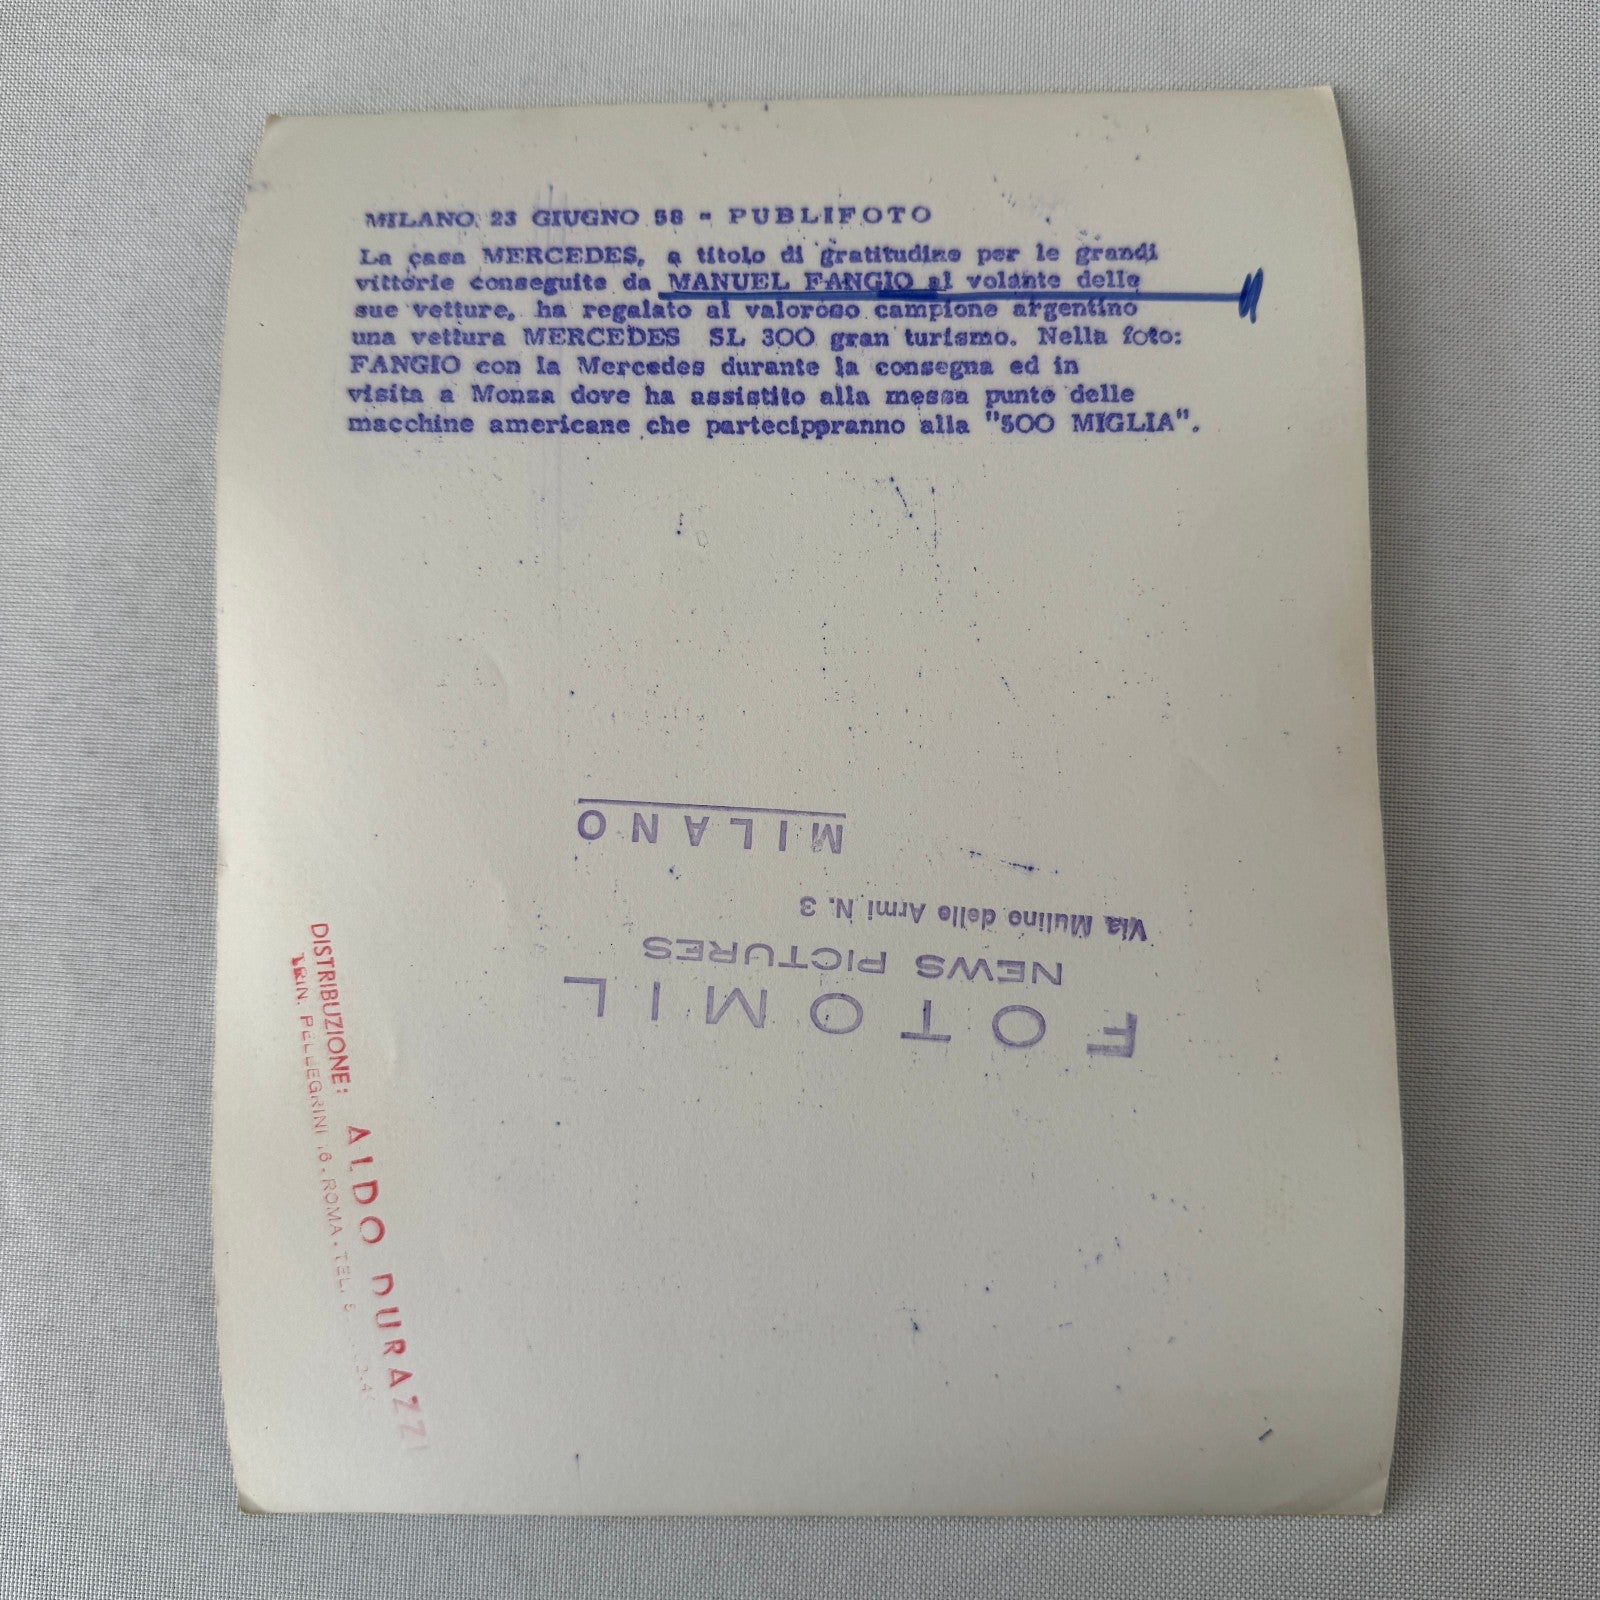 MILANO 23 GIUGNO 58 - PUBLIFOTO
La casa MERCEDES, a titolo di gratitudine per le grandi
vittorie conseguite da MANUEL FANGIO al volante delle
sue vetture, ha regalato al valoroso campione argentino
una vettura MERCEDES SL 300 gran turismo. Nella foto:
FANGIO con la Mercedes durante la consegna ed in
visita a Monza dove ha assistito alla messa punto delle
macchine americane che partecippranno alla "500 MIGLIA".
FOTOMIL
NEWS PICTURES
Via Mulino delle Armi N. 3
MILANO
DISTRIBUZIONE: ALDO DURAZZI
PELLEGRINI 16 - ROMA - TEL.